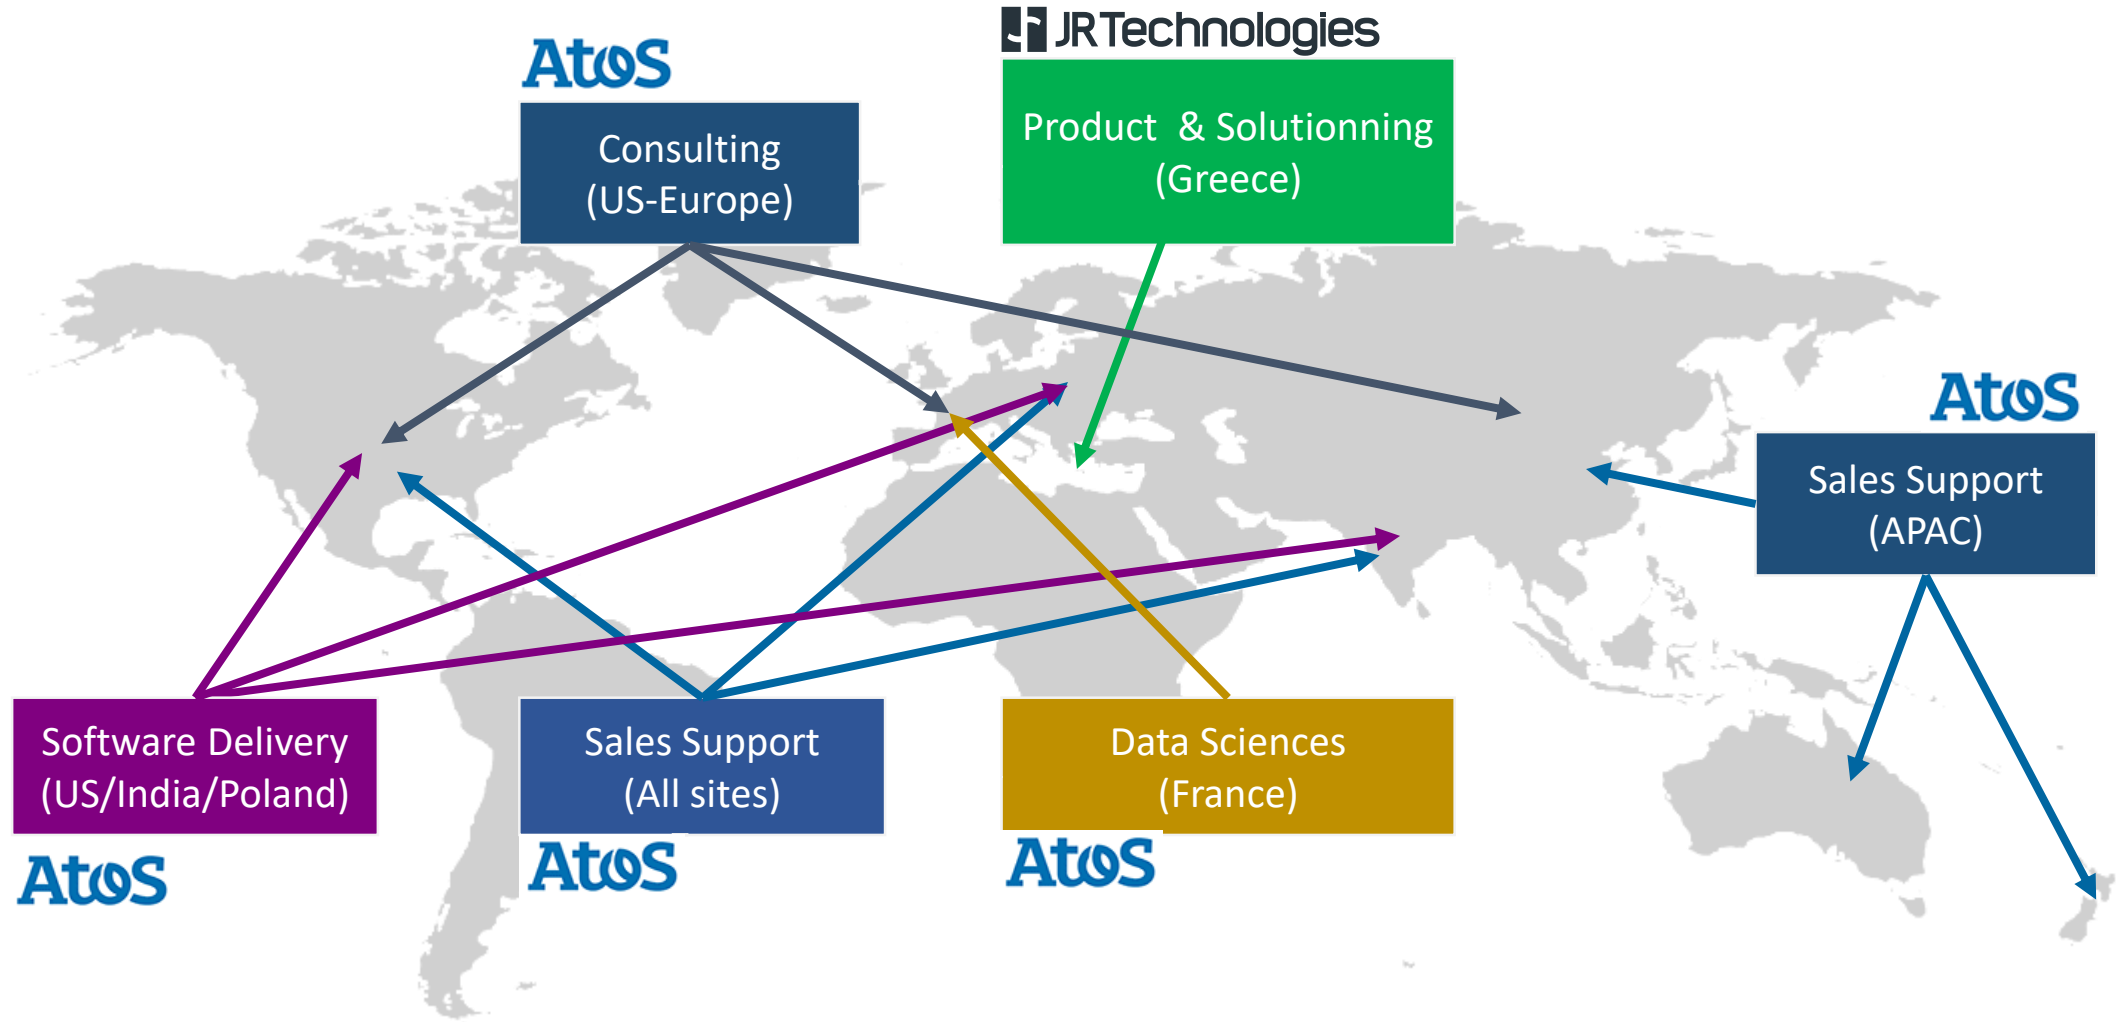 JRTechnologies
Atos
Product & Solutionning
(Greece)
Consulting
(US-Europe)
Atos
Sales Support
(APAC)
Software Delivery
(US/India/Poland)
Atos
Sales Support
(All sites)
Atos
Data Sciences
(France)
Atos